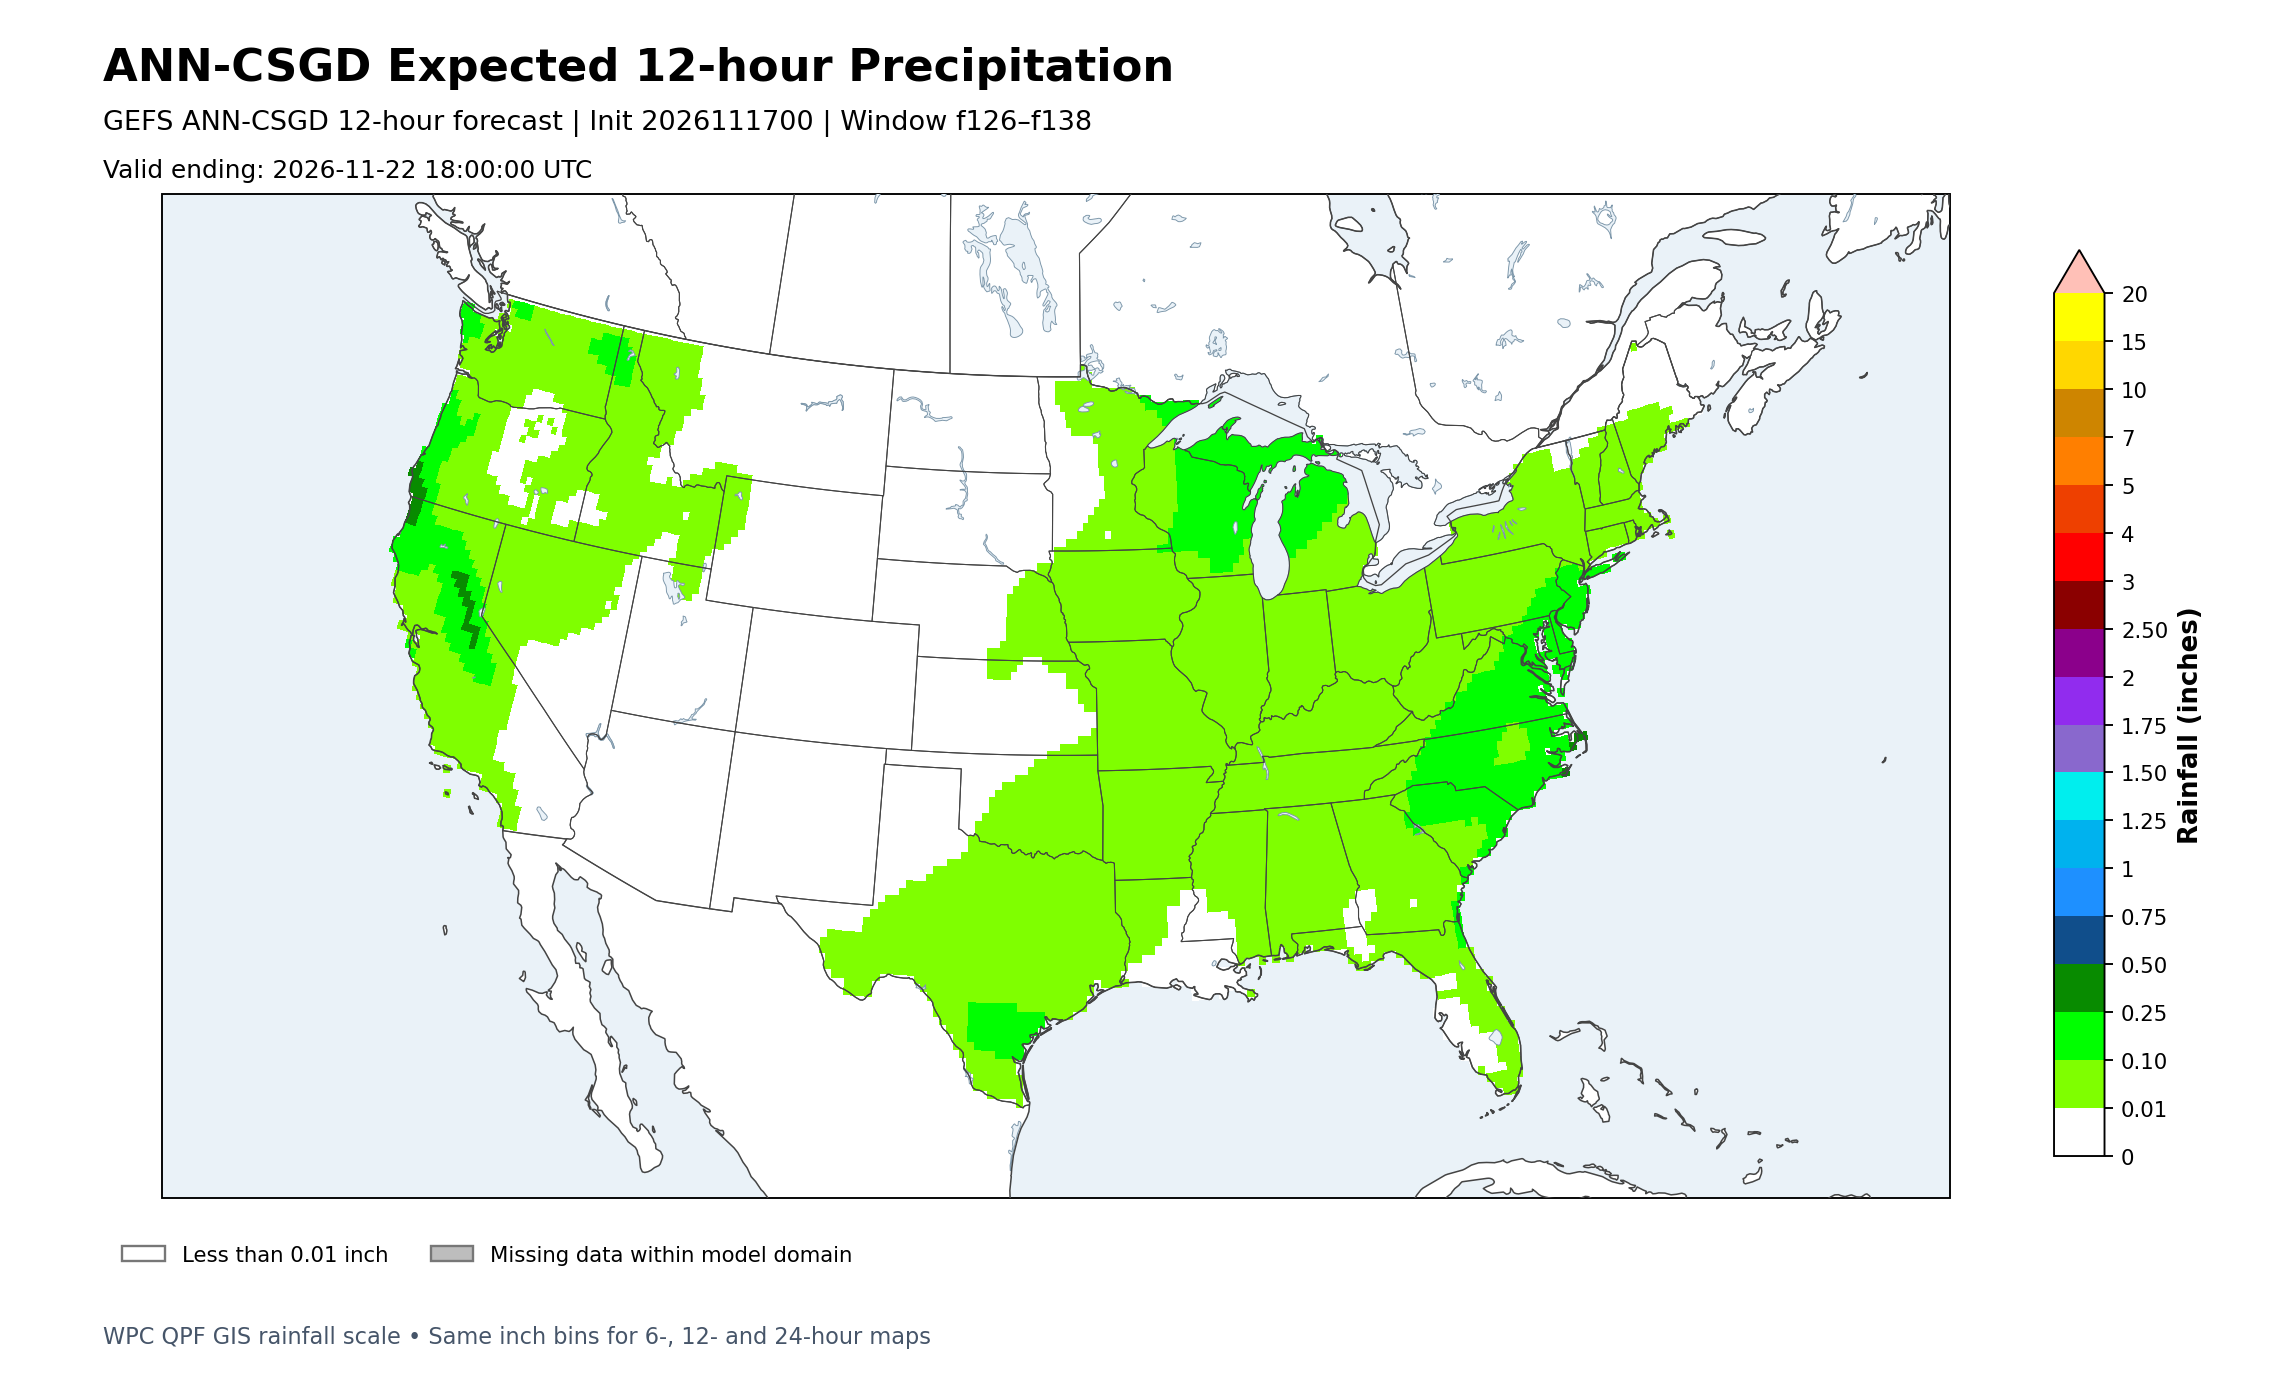 ANN-CSGD Expected 12-hour Precipitation
GEFS ANN-CSGD 12-hour forecast | Init 2026111700 | Window f126–f138
Valid ending: 2026-11-22 18:00:00 UTC
20
15
10
7
5
4
3
2.50
2
1.75
1.50
1.25
1
0.75
0.50
0.25
0.10
0.01
0
Rainfall (inches)
Less than 0.01 inch
Missing data within model domain
WPC QPF GIS rainfall scale • Same inch bins for 6-, 12- and 24-hour maps